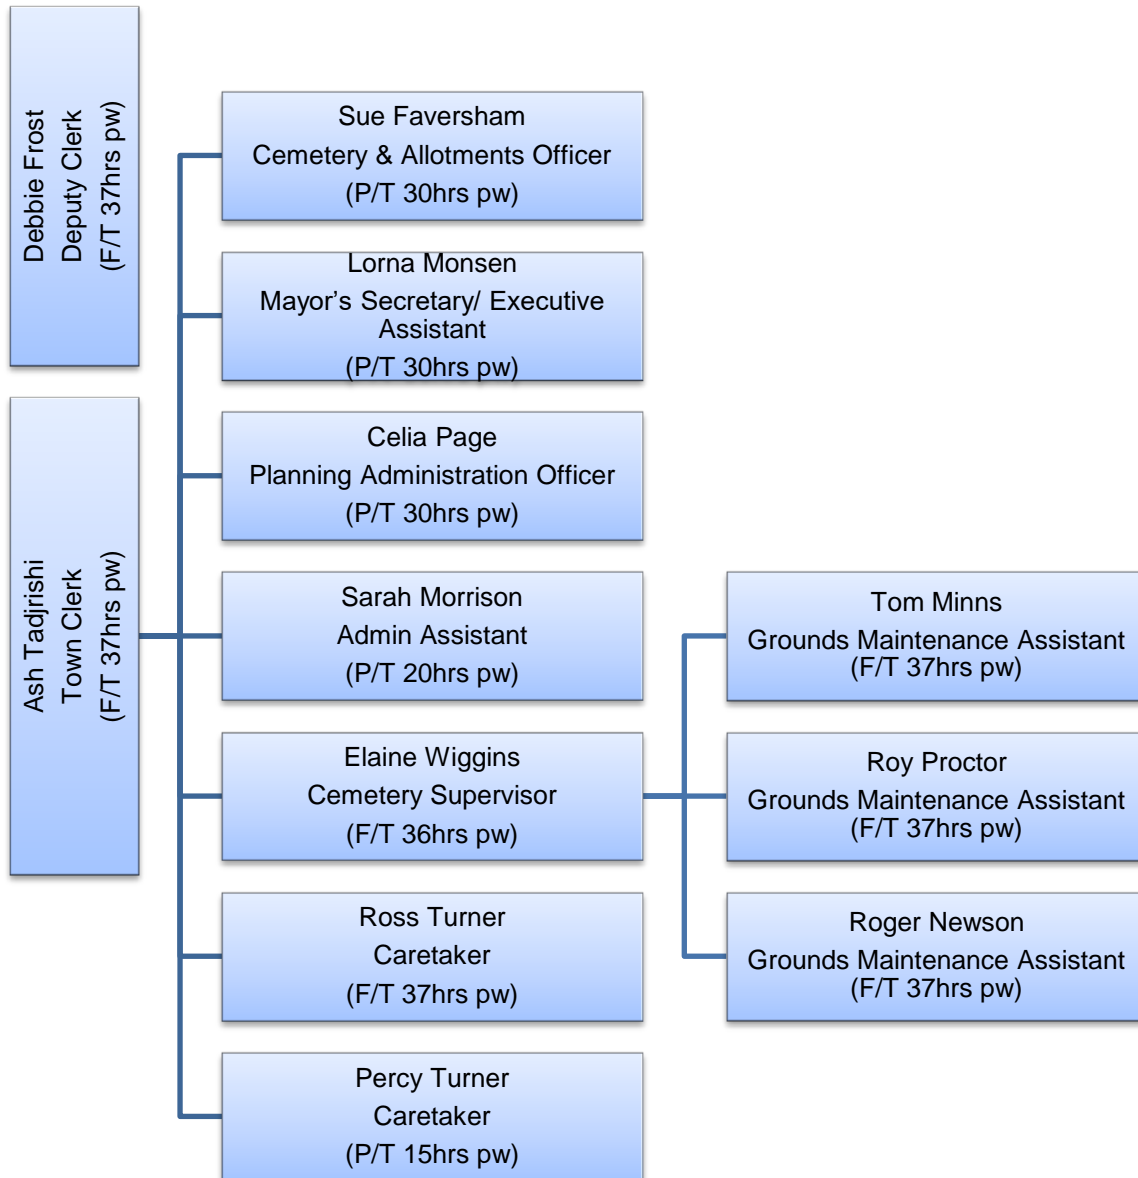 Debbie Frost
Deputy Clerk
(F/T 37hrs pw)
Ash Tadjrishi
Town Clerk
(F/T 37hrs pw)
Sue Faversham
Cemetery & Allotments Officer
(P/T 30hrs pw)
Lorna Monsen
Mayor’s Secretary/ Executive
Assistant
(P/T 30hrs pw)
Celia Page
Planning Administration Officer
(P/T 30hrs pw)
Sarah Morrison
Admin Assistant
(P/T 20hrs pw)
Elaine Wiggins
Cemetery Supervisor
(F/T 36hrs pw)
Tom Minns
Grounds Maintenance Assistant
(F/T 37hrs pw)
Roy Proctor
Grounds Maintenance Assistant
(F/T 37hrs pw)
Roger Newson
Grounds Maintenance Assistant
(F/T 37hrs pw)
Ross Turner
Caretaker
(F/T 37hrs pw)
Percy Turner
Caretaker
(P/T 15hrs pw)